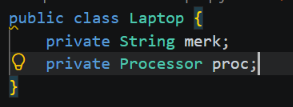 public class Laptop {
    private String merk;
    private Processor proc;
}